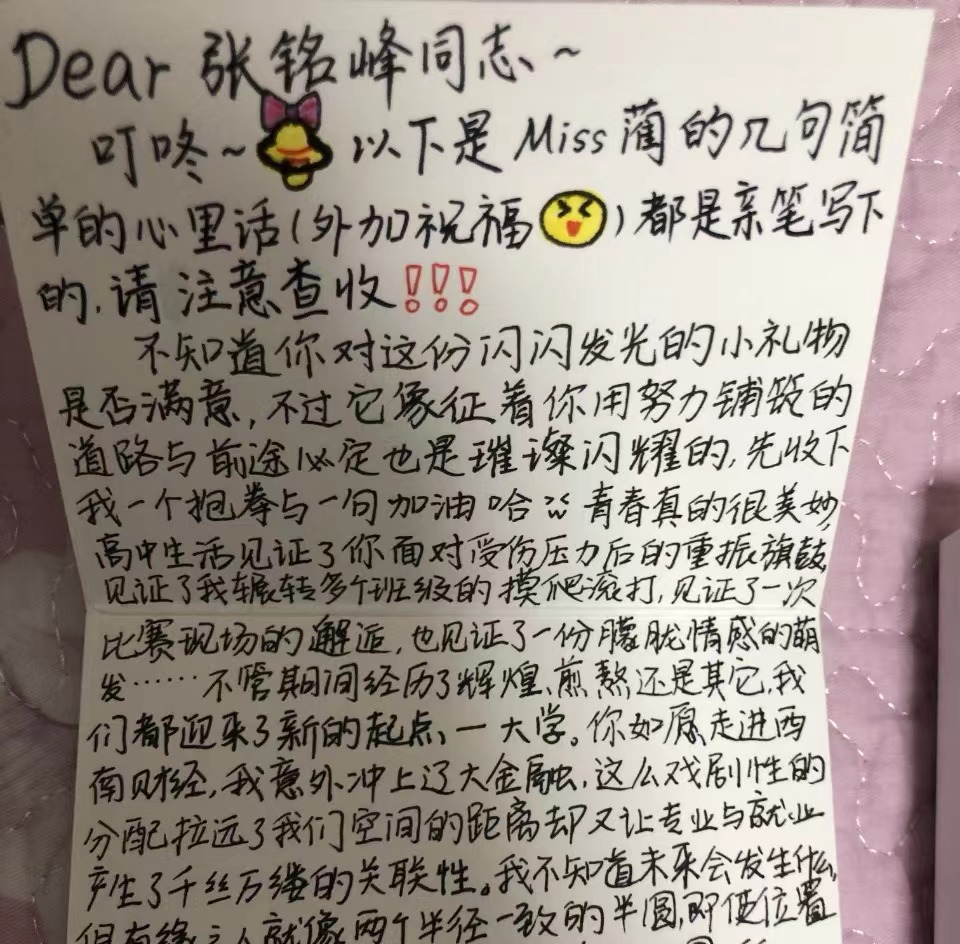 Dear 张铭峰同志~
叮咚~ 以下是Miss蔺的几句简
单的心里话(外加祝福)都是亲笔写下
的,请注意查收!!!
不知道你对这份闪闪发光的小礼物
是否满意,不过它象征着你用努力铺筑的
道路与前途必定也是璀璨闪耀的,先收下
我一个抱拳与一句加油哈 青春真的很美妙,
高中生活见证了你面对受伤压力后的重振旗鼓,
见证了我辗转多个班级的摸爬滚打,见证了一次
比赛现场的邂逅,也见证了一份朦胧情感的萌
发……不管期间经历了辉煌、煎熬还是其它,我
们都迎来了新的起点、一大学。你如愿走进西
南财经,我意外冲上辽大金融,这么戏剧性的
分配拉远了我们空间的距离却又让专业与就业
产生了千丝万缕的关联性。我不知道未来会发生什么,
但有缘之人就像两个半径一致的半圆,即使位置